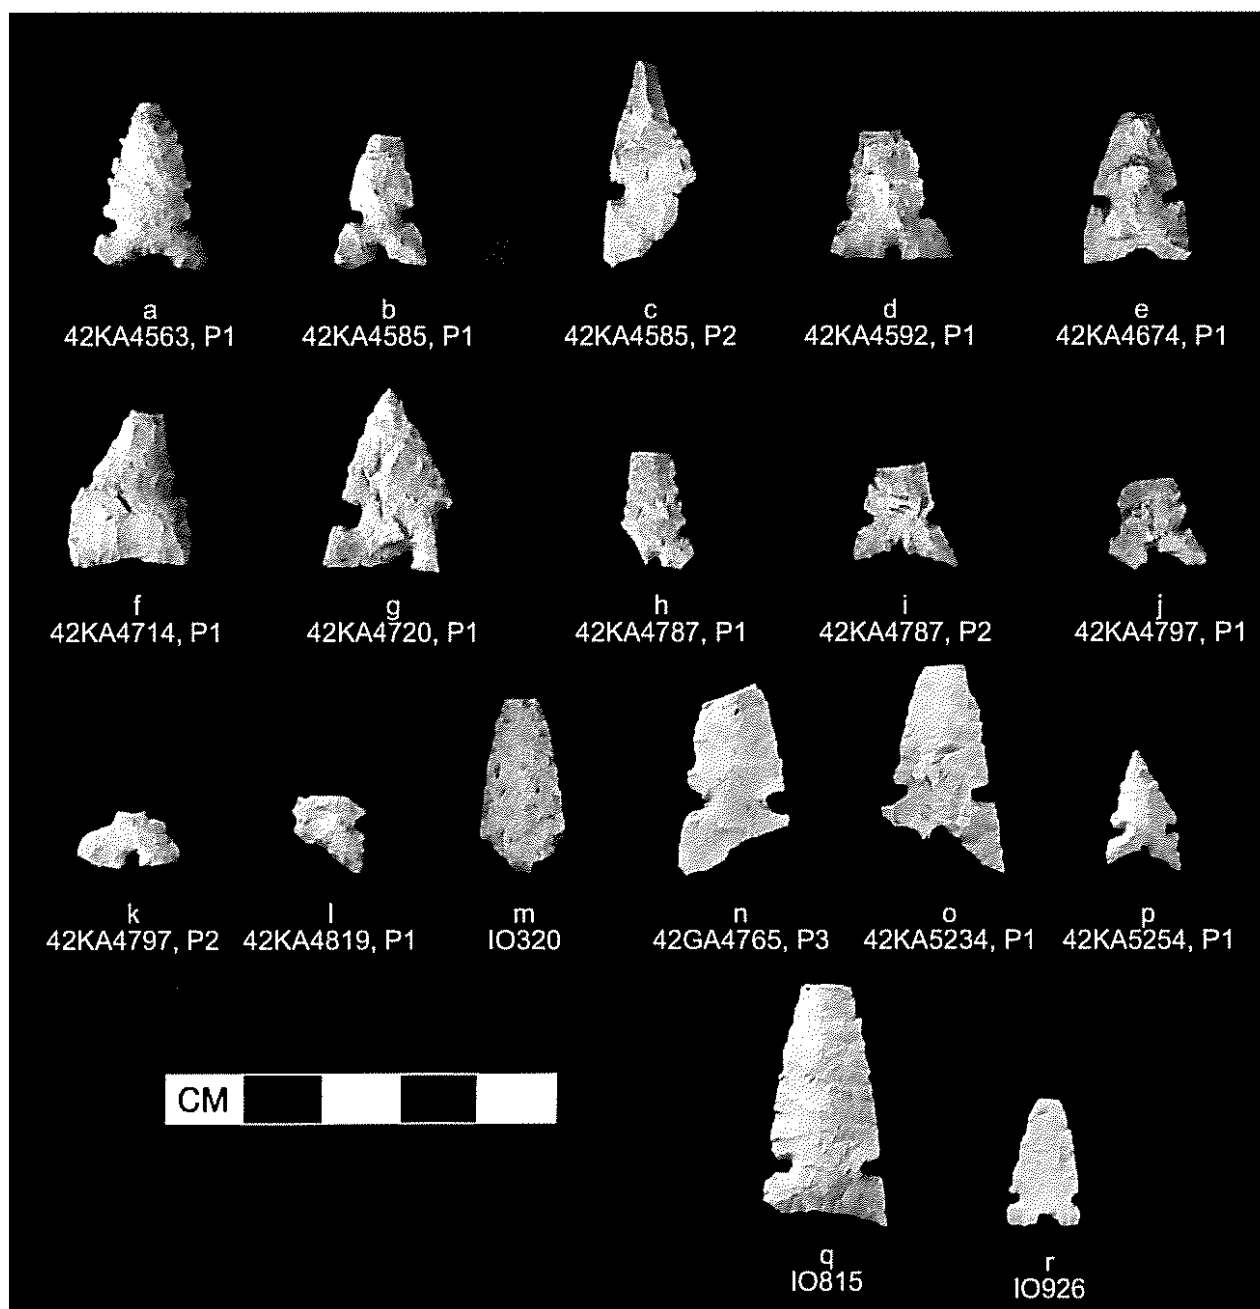 a b c d e
42KA4563, P1 42KA4585, P1 42KA4585, P2 42KA4592, P1 42KA4674, P1
f g h i j
42KA4714, P1 42KA4720, P1 42KA4787, P1 42KA4787, P2 42KA4797, P1
k l m n o p
42KA4797, P2 42KA4819, P1 IO320 42GA4765, P3 42KA5234, P1 42KA5254, P1
CM
q r
IO815 IO926